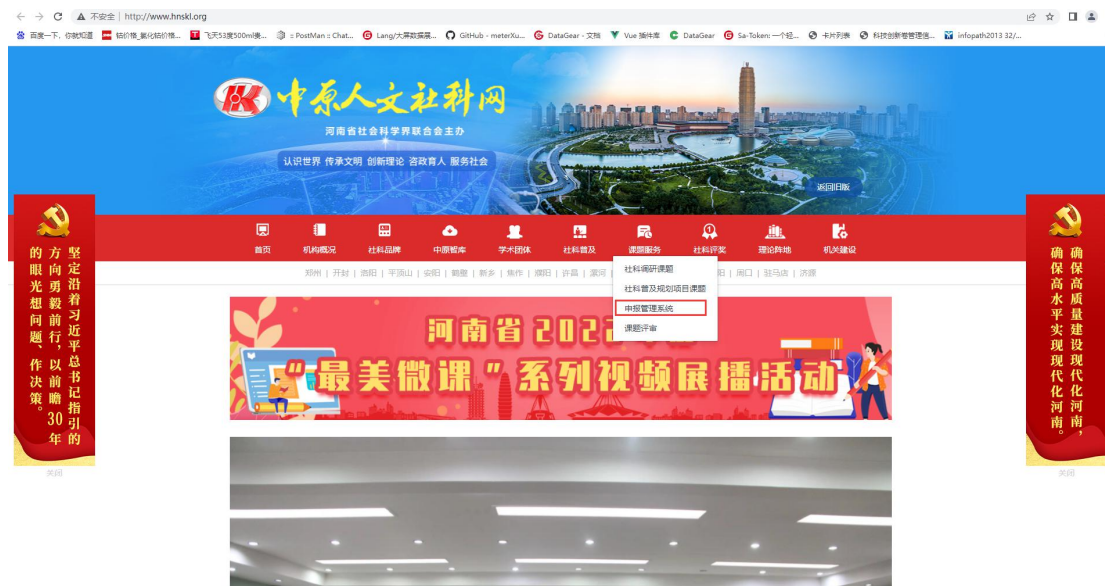 不安全 | http://www.hnskl.org
百度一下，你就知道 钴价格_氯化钴价格... 飞天53度500ml贵... :: PostMan :: Chat... Lang/大屏数据展... GitHub - meterXu... DataGear - 文档 Vue 插件库 DataGear Sa-Token: 一个轻... 卡片列表 科技创新卷管理信... infopath2013 32/...
中原人文社科网
河南省社会科学界联合会主办
认识世界 传承文明 创新理论 咨政育人 服务社会
返回旧版
首页 机构概况 社科品牌 中原智库 学术团体 社科普及 课题服务 社科评奖 理论阵地 机关建设
郑州 | 开封 | 洛阳 | 平顶山 | 安阳 | 鹤壁 | 新乡 | 焦作 | 濮阳 | 许昌 | 漯河 | 阳 | 周口 | 驻马店 | 济源
社科调研课题
社科普及规划项目课题
申报管理系统
课题评审
坚定沿着习近平总书记指引的
方向勇毅前行，以前瞻30年
的眼光想问题、作决策。
关闭
确保高质量建设现代化河南，
确保高水平实现现代化河南。
关闭
河南省2022
“最美微课”系列视频展播活动